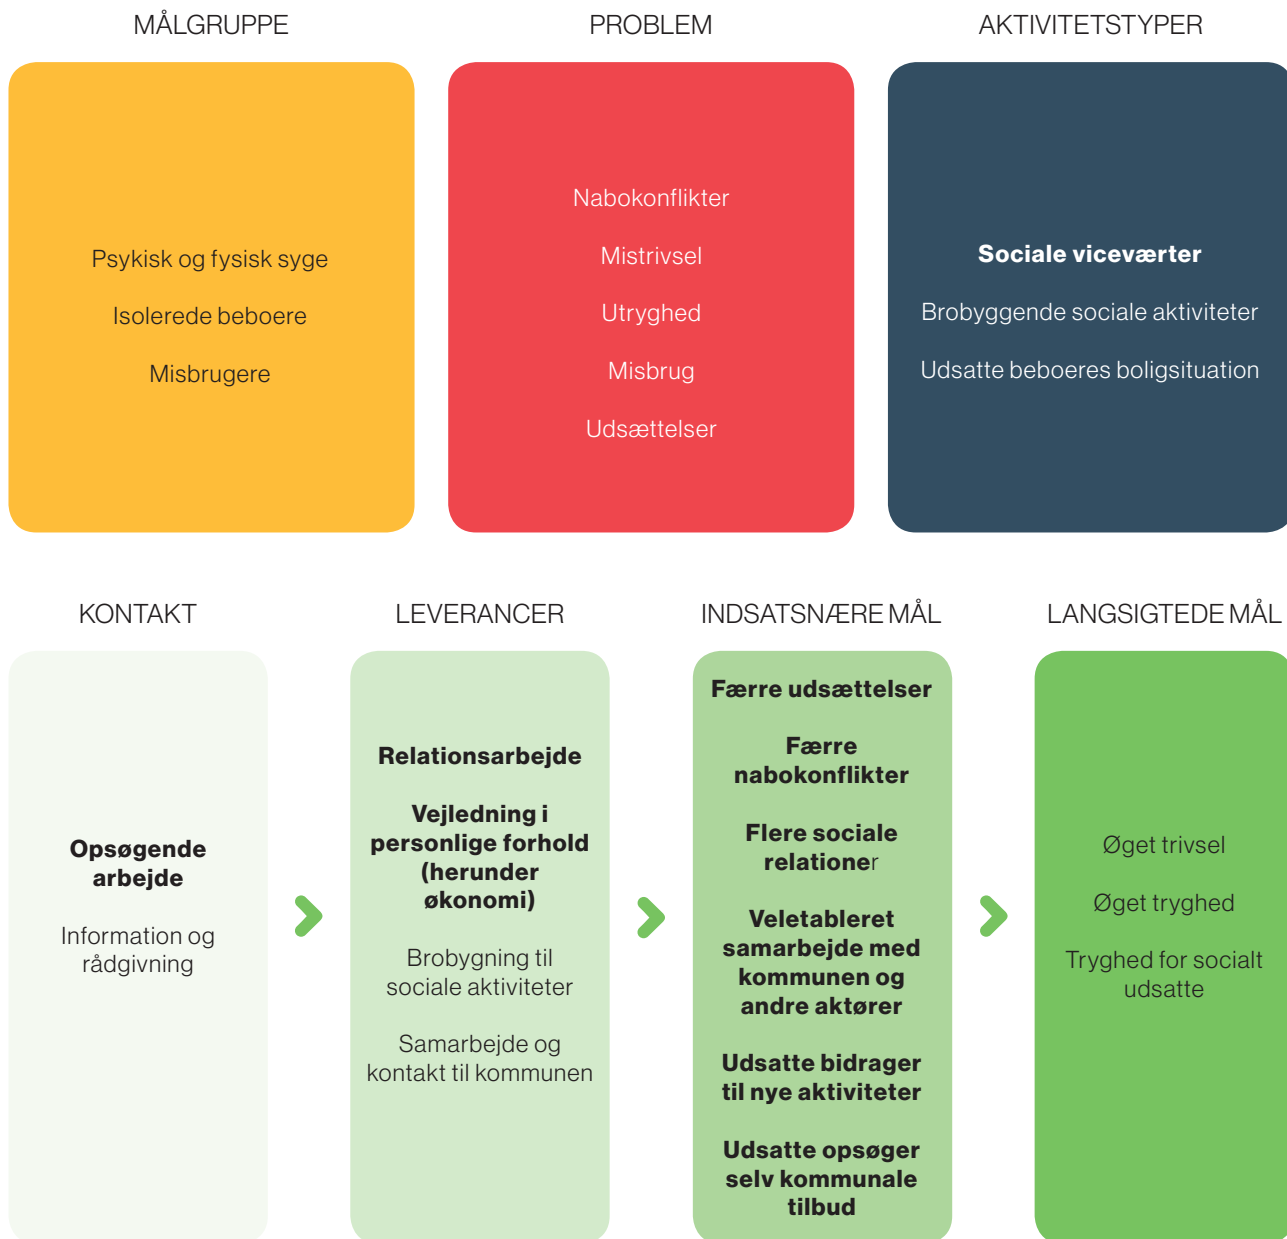 MÅLGRUPPE
PROBLEM
AKTIVITETSTYPER
Psykisk og fysisk syge
Isolerede beboere
Misbrugere
Nabokonflikter
Mistrivsel
Utryghed
Misbrug
Udsættelser
Sociale viceværter
Brobyggende sociale aktiviteter
Udsatte beboeres boligsituation
KONTAKT
LEVERANCER
INDSATSNÆRE MÅL
LANGSIGTEDE MÅL
Opsøgende
arbejde
Information og
rådgivning
Relationsarbejde
Vejledning i
personlige forhold
(herunder
økonomi)
Brobygning til
sociale aktiviteter
Samarbejde og
kontakt til kommunen
Færre udsættelser
Færre
nabokonflikter
Flere sociale
relationer
Veletableret
samarbejde med
kommunen og
andre aktører
Udsatte bidrager
til nye aktiviteter
Udsatte opsøger
selv kommunale
tilbud
Øget trivsel
Øget tryghed
Tryghed for socialt
udsatte